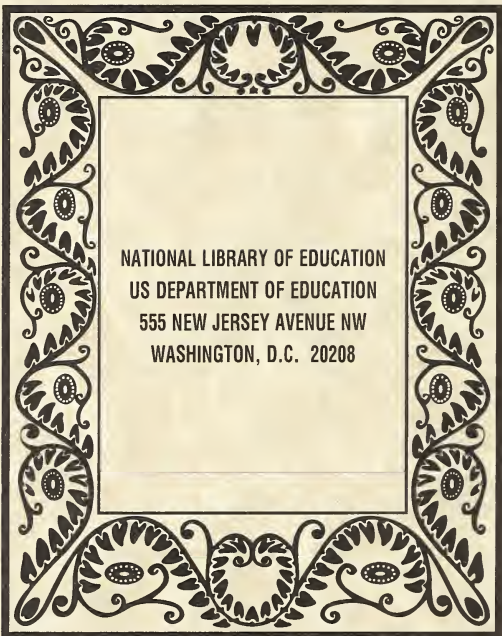 NATIONAL LIBRARY OF EDUCATION
US DEPARTMENT OF EDUCATION
555 NEW JERSEY AVENUE NW
WASHINGTON, D.C. 20208